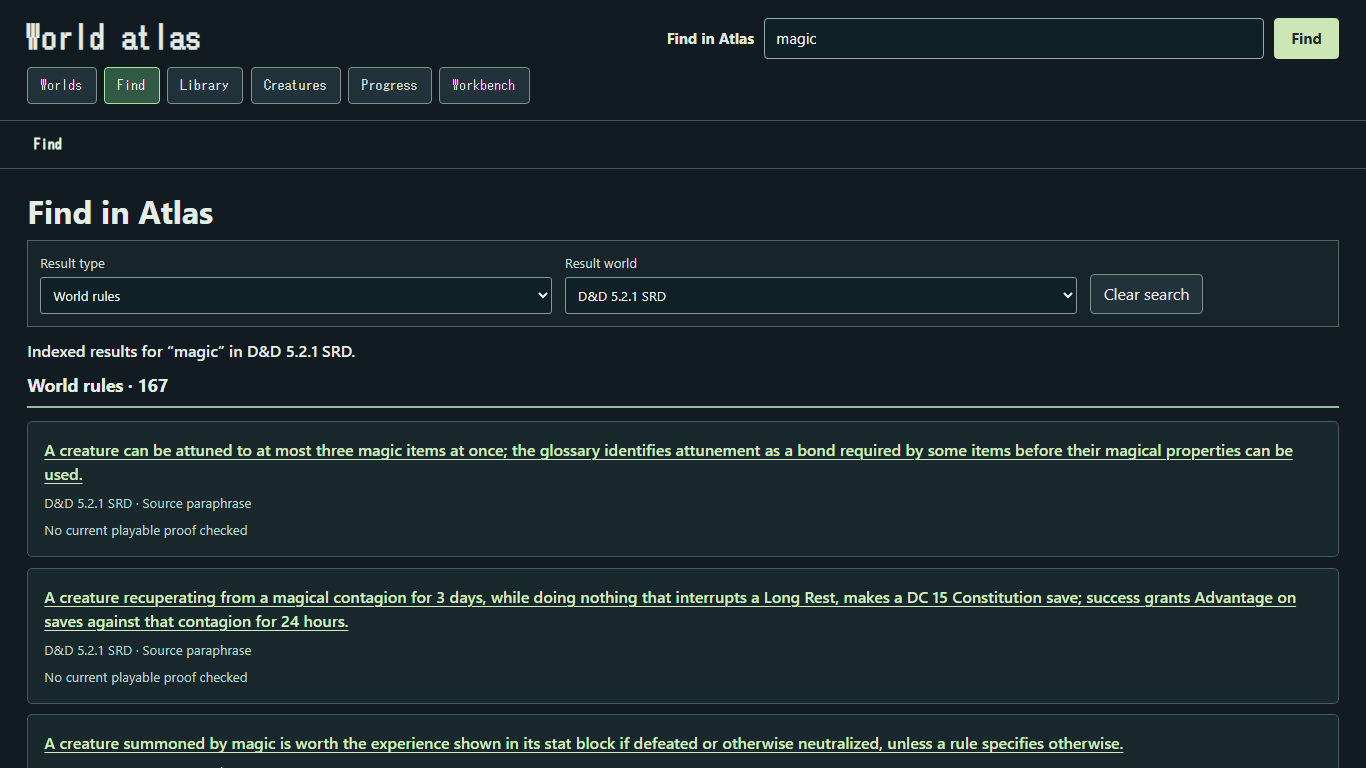 World atlas
Find in Atlas
magic
Find
Worlds
Find
Library
Creatures
Progress
Workbench
Find
Find in Atlas
Result type
Result world
World rules
D&D 5.2.1 SRD
Clear search
Indexed results for “magic” in D&D 5.2.1 SRD.
World rules · 167
A creature can be attuned to at most three magic items at once; the glossary identifies attunement as a bond required by some items before their magical properties can be
used.
D&D 5.2.1 SRD · Source paraphrase
No current playable proof checked
A creature recuperating from a magical contagion for 3 days, while doing nothing that interrupts a Long Rest, makes a DC 15 Constitution save; success grants Advantage on
saves against that contagion for 24 hours.
D&D 5.2.1 SRD · Source paraphrase
No current playable proof checked
A creature summoned by magic is worth the experience shown in its stat block if defeated or otherwise neutralized, unless a rule specifies otherwise.